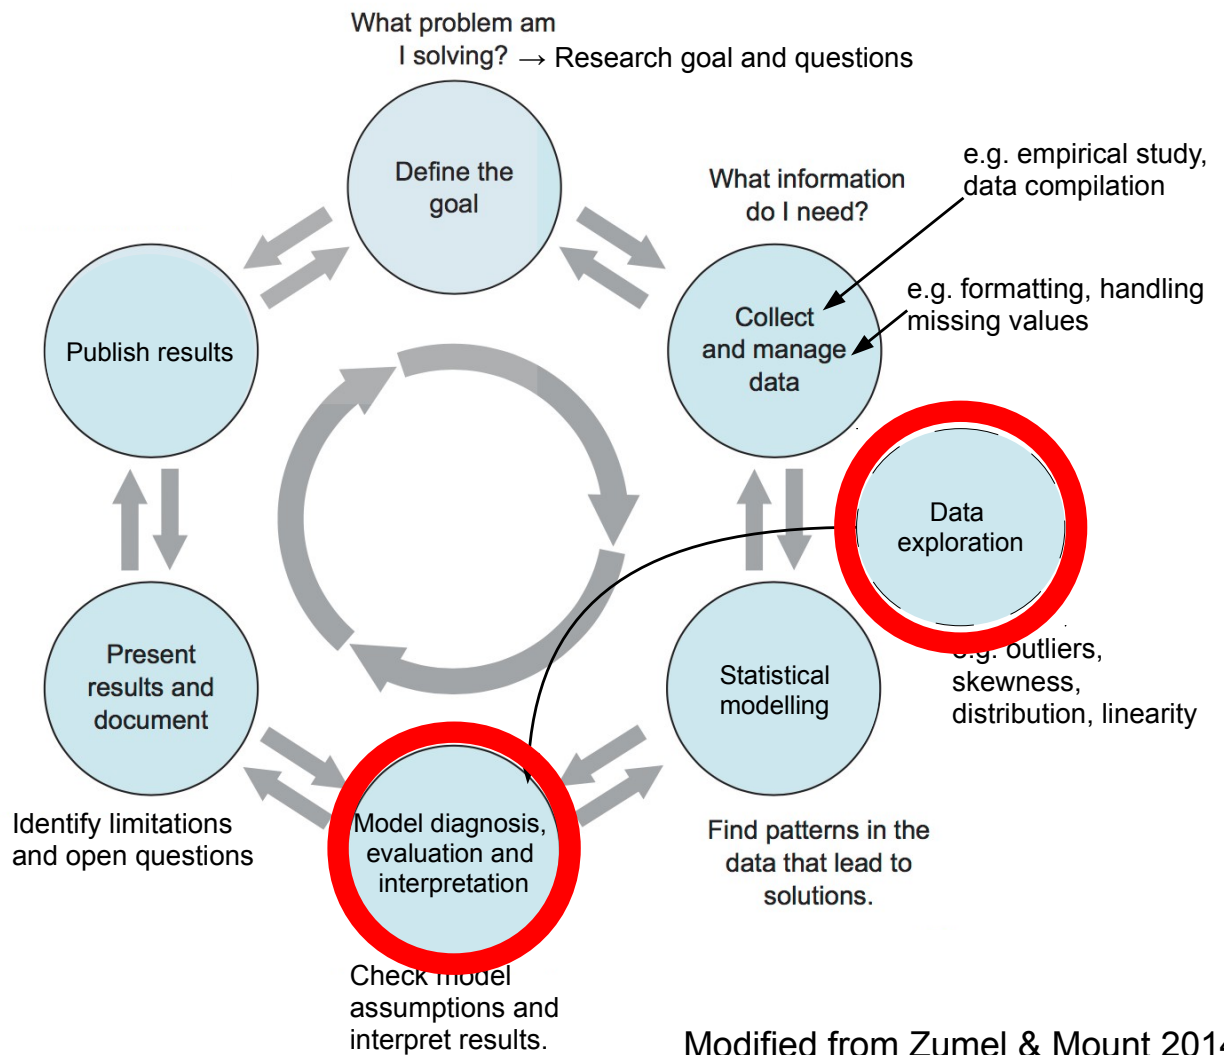 What problem am
I solving? → Research goal and questions
Define the
goal
What information
do I need?
e.g. empirical study,
data compilation
e.g. formatting, handling
missing values
Collect
and manage
data
Data
exploration
e.g. outliers,
skewness,
distribution, linearity
Statistical
modelling
Find patterns in the
data that lead to
solutions.
Model diagnosis,
evaluation and
interpretation
Check model
assumptions and
interpret results.
Present
results and
document
Identify limitations
and open questions
Publish results
Modified from Zumel & Mount 2014